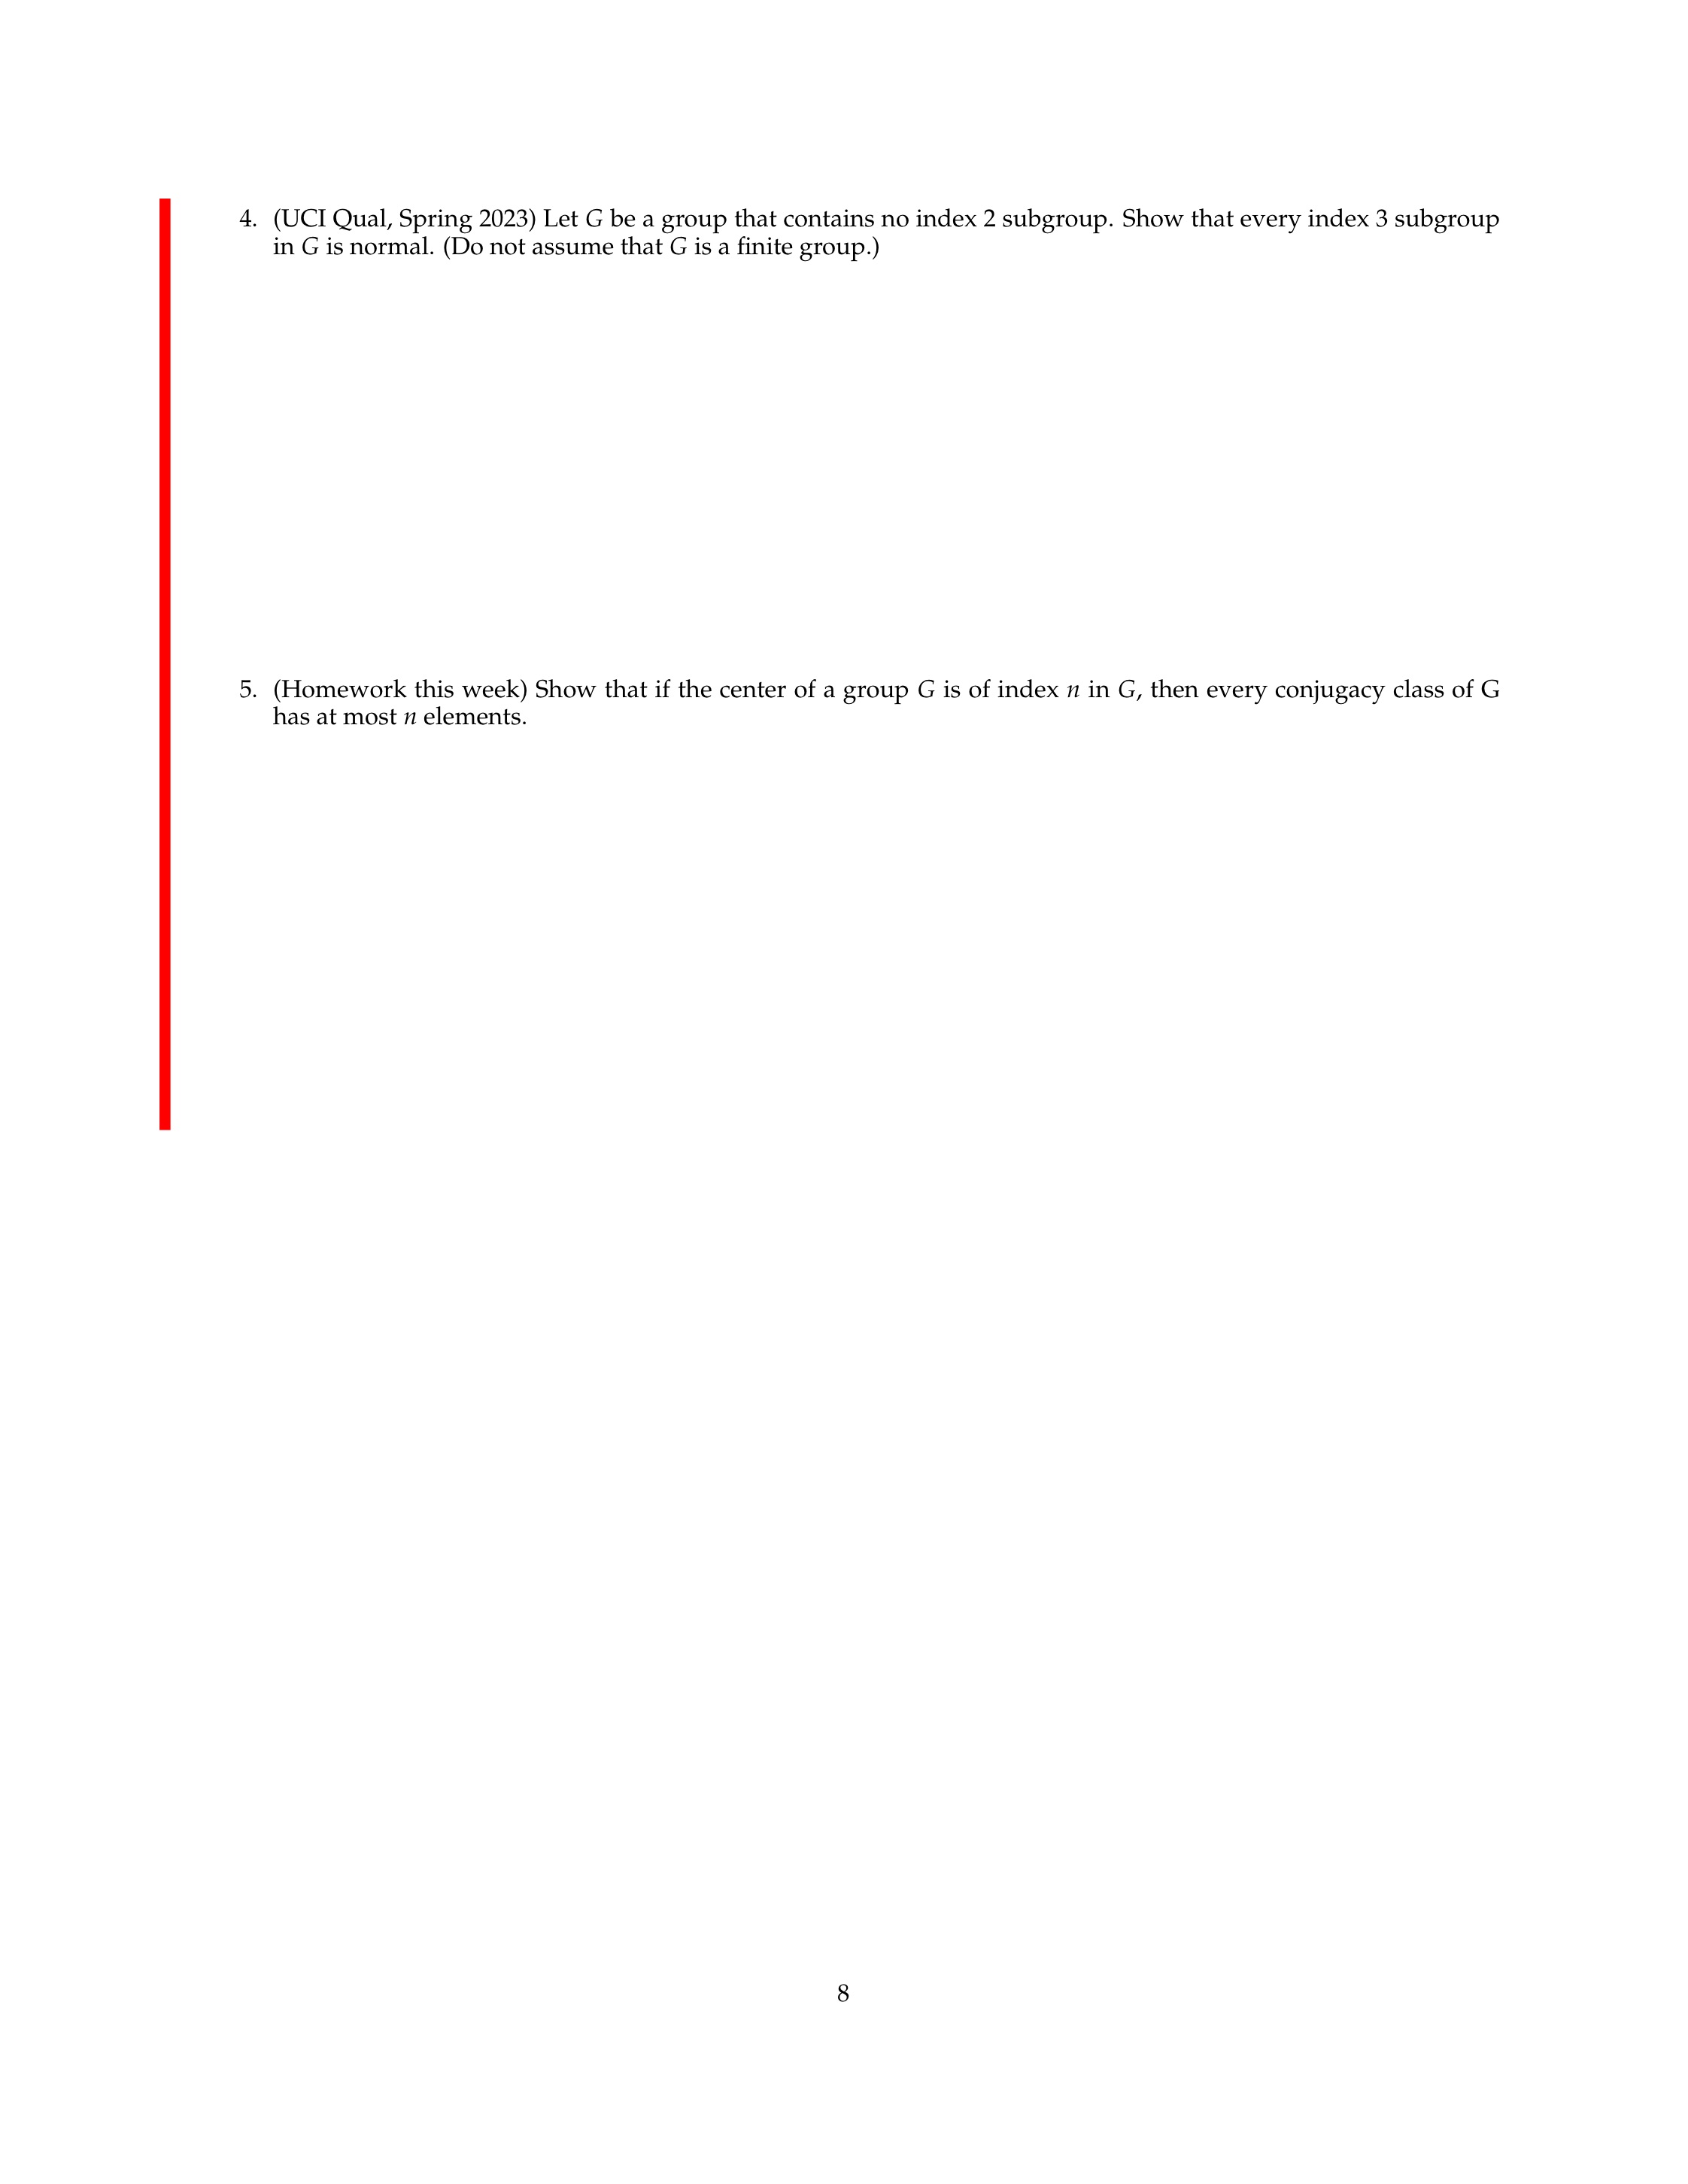 4. (UCI Qual, Spring 2023) Let G be a group that contains no index 2 subgroup. Show that every index 3 subgroup
in G is normal. (Do not assume that G is a finite group.)
5. (Homework this week) Show that if the center of a group G is of index n in G, then every conjugacy class of G
has at most n elements.
8